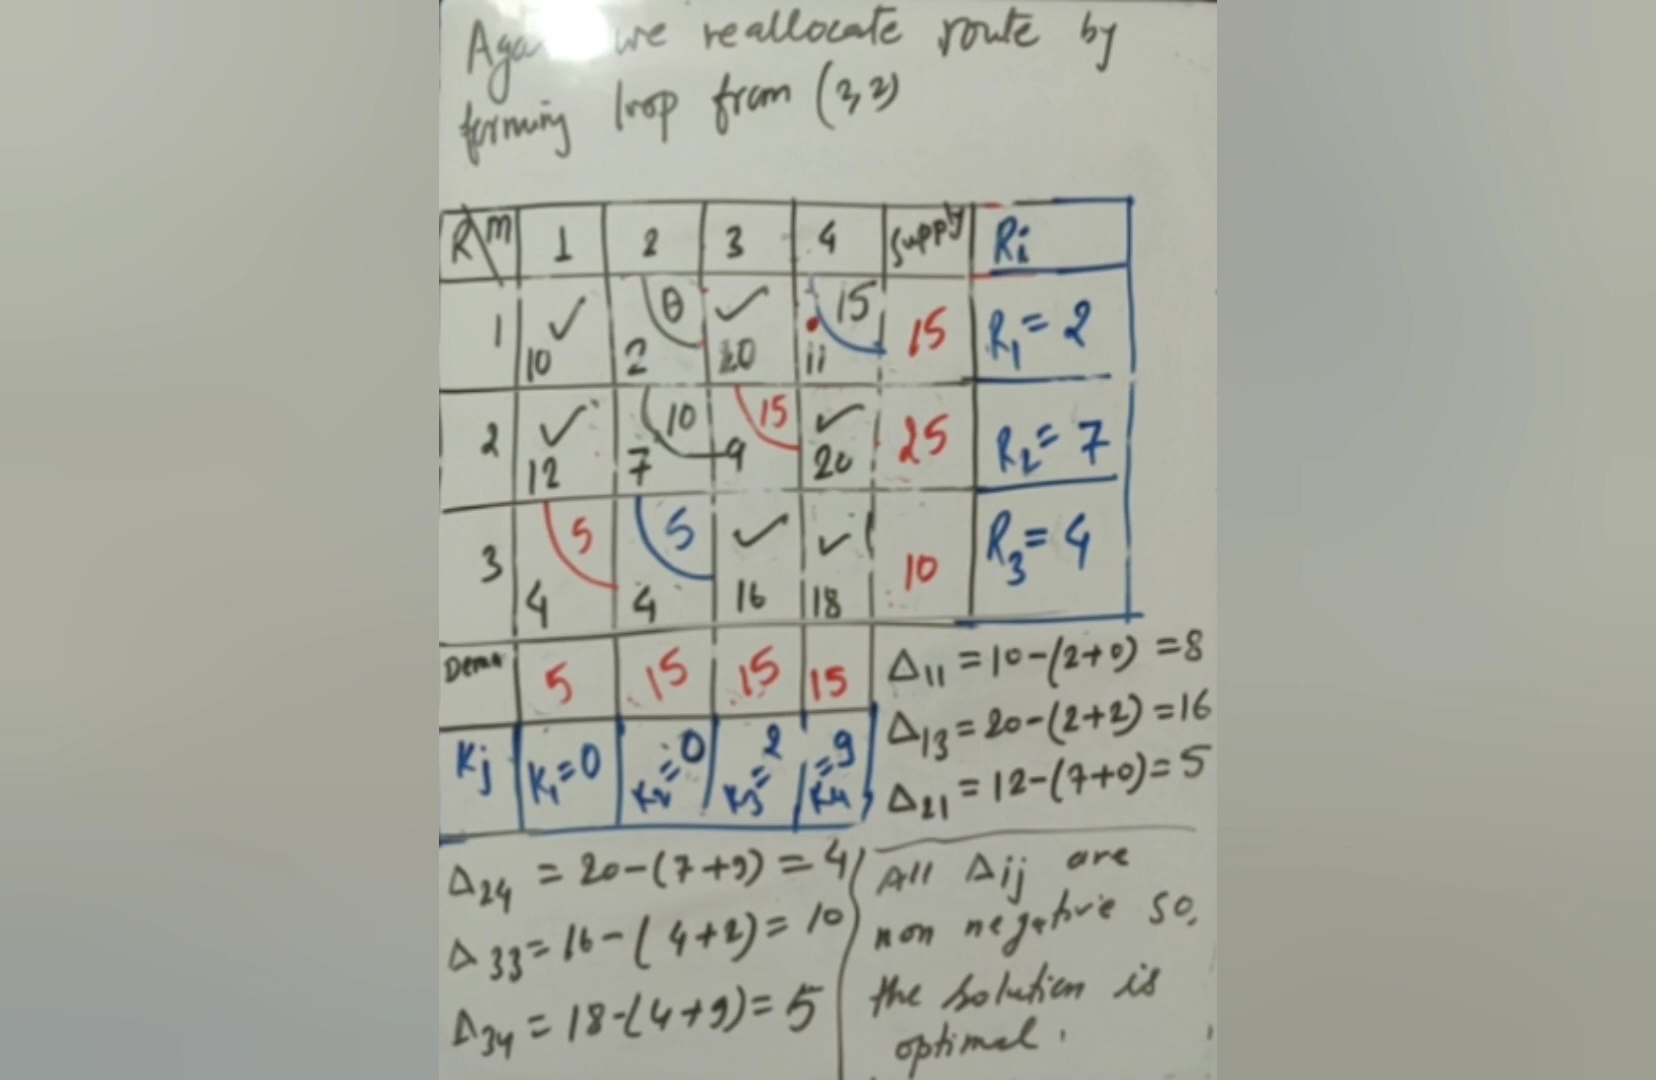 we reallocate route by
forming loop from (2,2)
R m 1 2 3 4 Supply Ri
1 10 ✓ 2 θ 20 ✓ 11 15 15 R1 = 2
2 12 ✓ 7 10 9 15 20 ✓ 25 R2 = 7
3 4 5 4 5 16 ✓ 18 ✓ 10 R3 = 4
5 15 15 15
Kj K1 = 0 K2 = 0 K3 = 2 K4 = 9
Δ11 = 10-(2+0) = 8
Δ13 = 20-(2+2) = 16
Δ21 = 12-(7+0) = 5
Δ24 = 20-(7+9) = 4
Δ33 = 16-(4+2) = 10
Δ34 = 18-(4+9) = 5
All Δij are
non negative so,
the solution is
optimal.